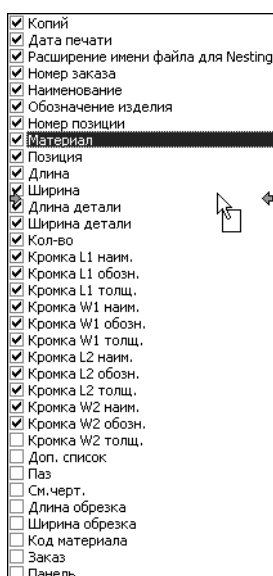 Копий
Дата печати
Расширение имени файла для Nesting
Номер заказа
Наименование
Обозначение изделия
Номер позиции
Материал
Позиция
Длина
Ширина
Длина детали
Ширина детали
Кол-во
Кромка L1 наим.
Кромка L1 обозн.
Кромка L1 толщ.
Кромка W1 наим.
Кромка W1 обозн.
Кромка W1 толщ.
Кромка L2 наим.
Кромка L2 обозн.
Кромка L2 толщ.
Кромка W2 наим.
Кромка W2 обозн.
Кромка W2 толщ.
Доп. список
Паз
См.черт.
Длина обрезка
Ширина обрезка
Код материала
Заказ
Панель